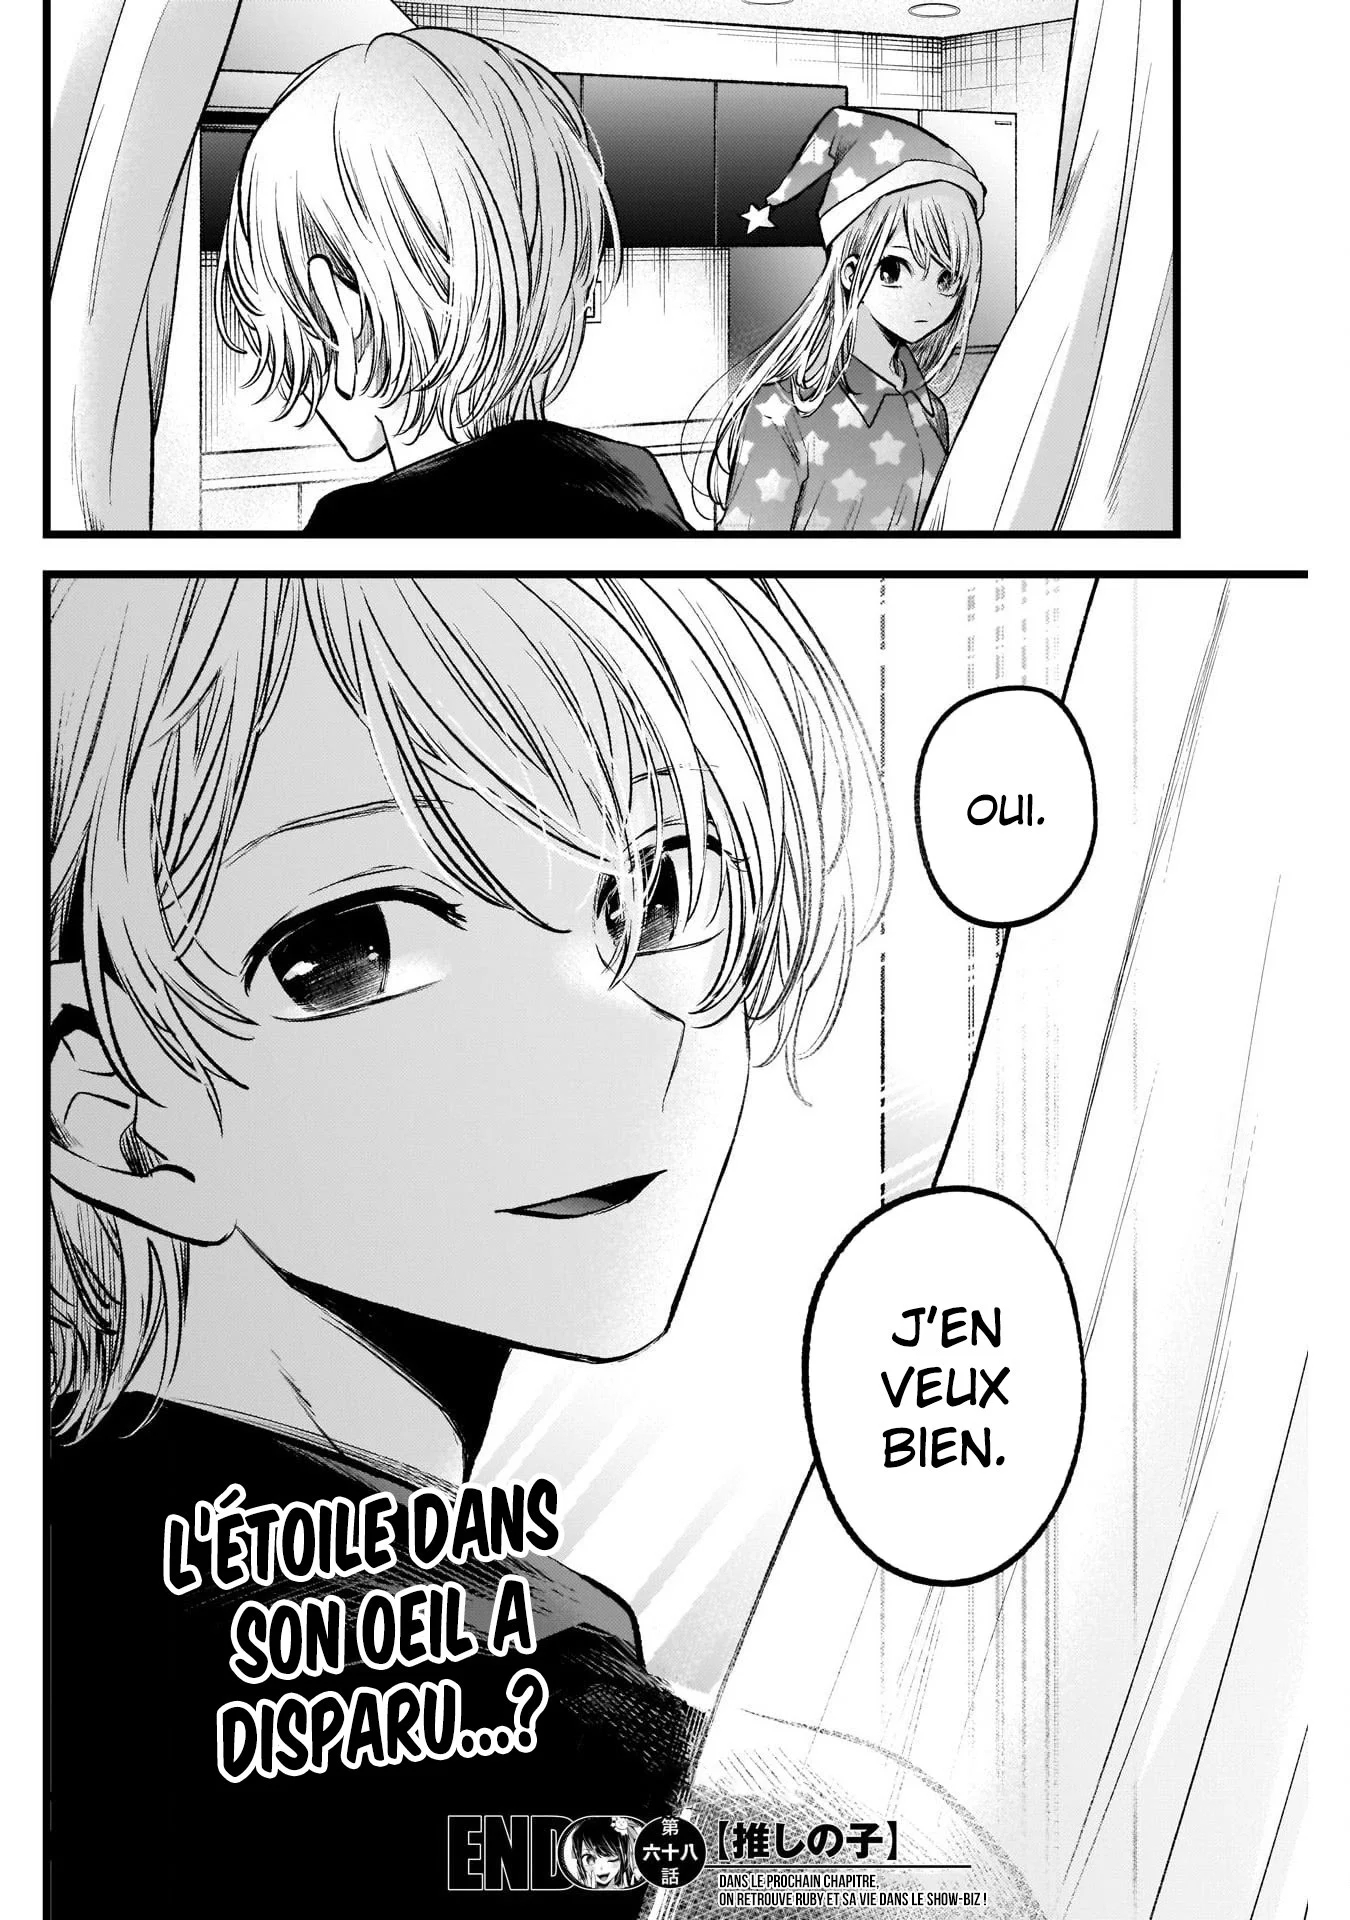 OUI.
J'EN
VEUX
BIEN.
L'ÉTOILE DANS
SON OEIL A
DISPARU...?
END
第
六十八
話
【推しの子】
DANS LE PROCHAIN CHAPITRE,
ON RETROUVE RUBY ET SA VIE DANS LE SHOW-BIZ !